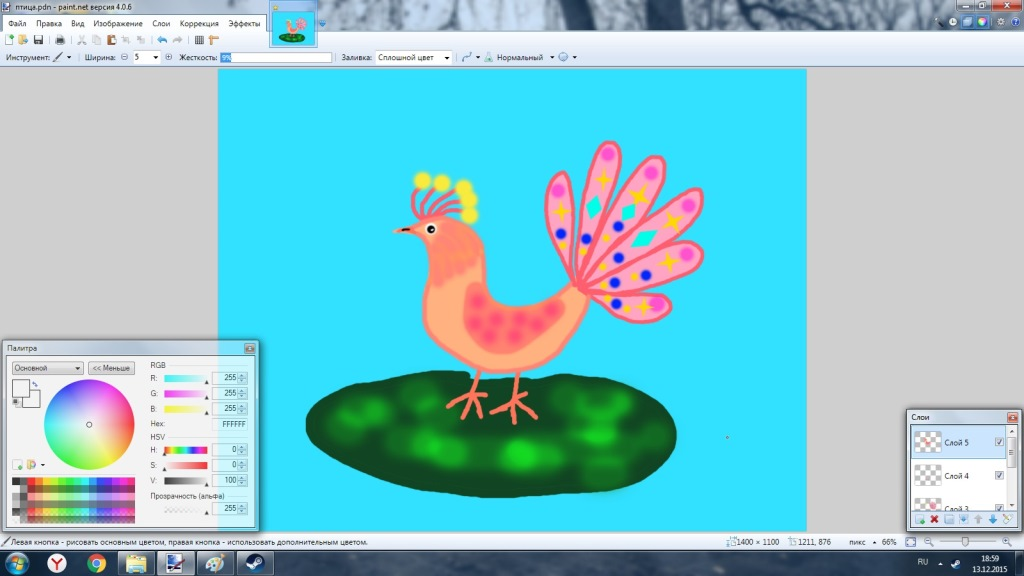 птица.pdn - paint.net версия 4.0.6
Файл Правка Вид Изображение Слои Коррекция Эффекты
Инструмент: Ширина: 5 Жесткость: Заливка: Сплошной цвет Нормальный
Палитра
Основной << Меньше
RGB
R: 255
G: 255
B: 255
Hex: FFFFFF
HSV
H: 0
S: 0
V: 100
Прозрачность (альфа)
255
Слои
Слой 5
Слой 4
Слой 3
Левая кнопка - рисовать основным цветом, правая кнопка - использовать дополнительным цветом.
1400 × 1100 1211, 876 пикс 66%
RU 18:59
13.12.2015